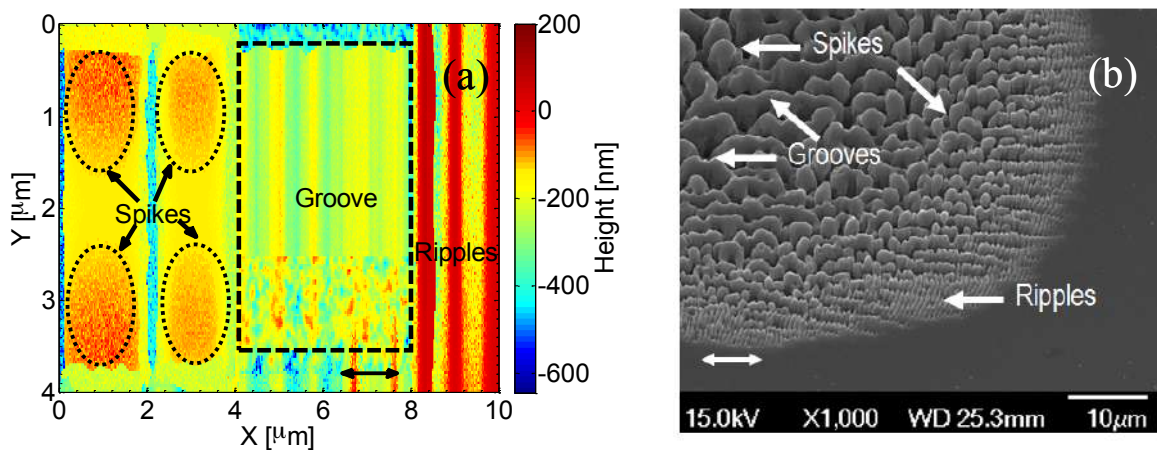 (a)
0
1
2
3
4
Y [μm]
0 2 4 6 8 10
X [μm]
Spikes
Groove
Ripples
200
0
-200
-400
-600
Height [nm]
(b)
Spikes
Grooves
Ripples
15.0kV X1,000 WD 25.3mm 10μm